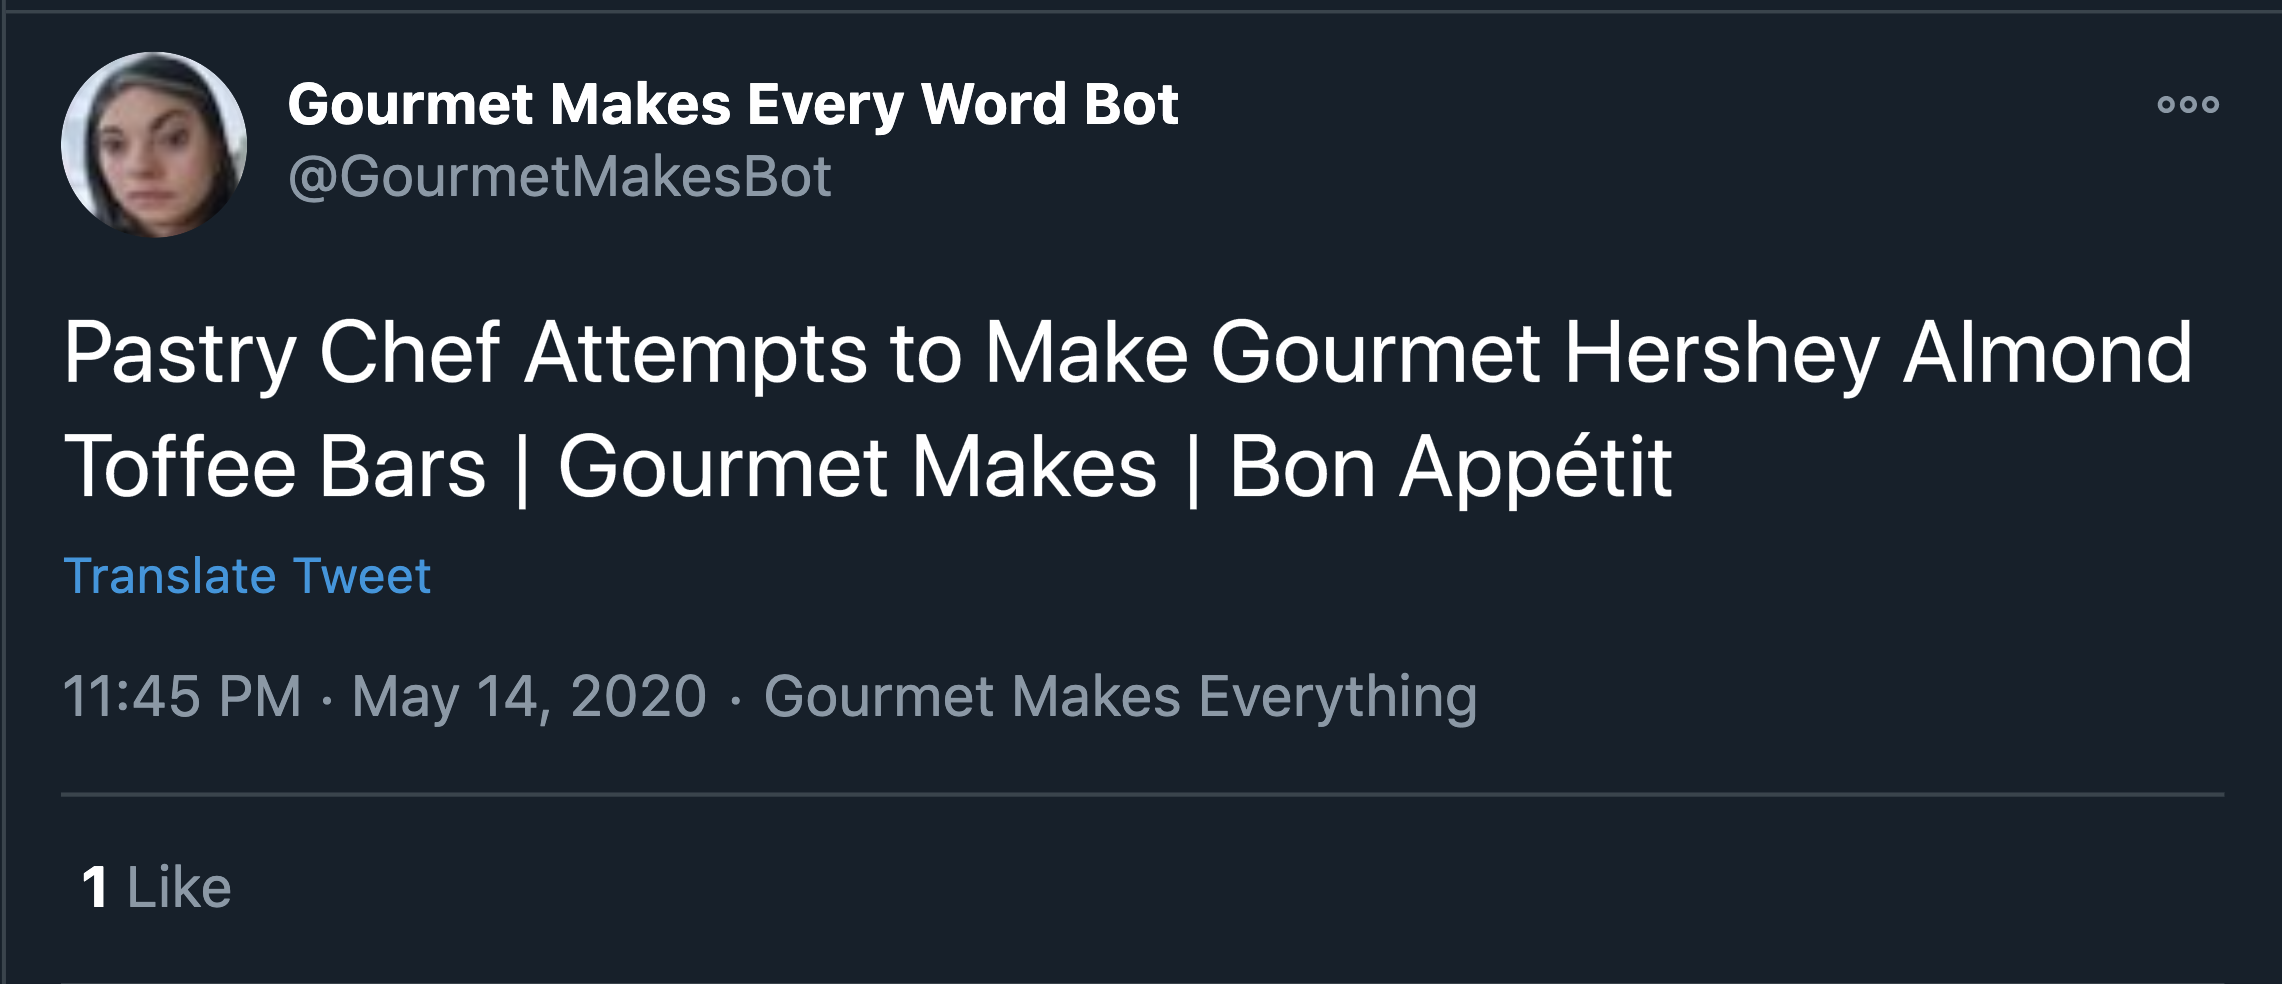 Gourmet Makes Every Word Bot
@GourmetMakesBot
Pastry Chef Attempts to Make Gourmet Hershey Almond
Toffee Bars | Gourmet Makes | Bon Appétit
Translate Tweet
11:45 PM · May 14, 2020 · Gourmet Makes Everything
1 Like